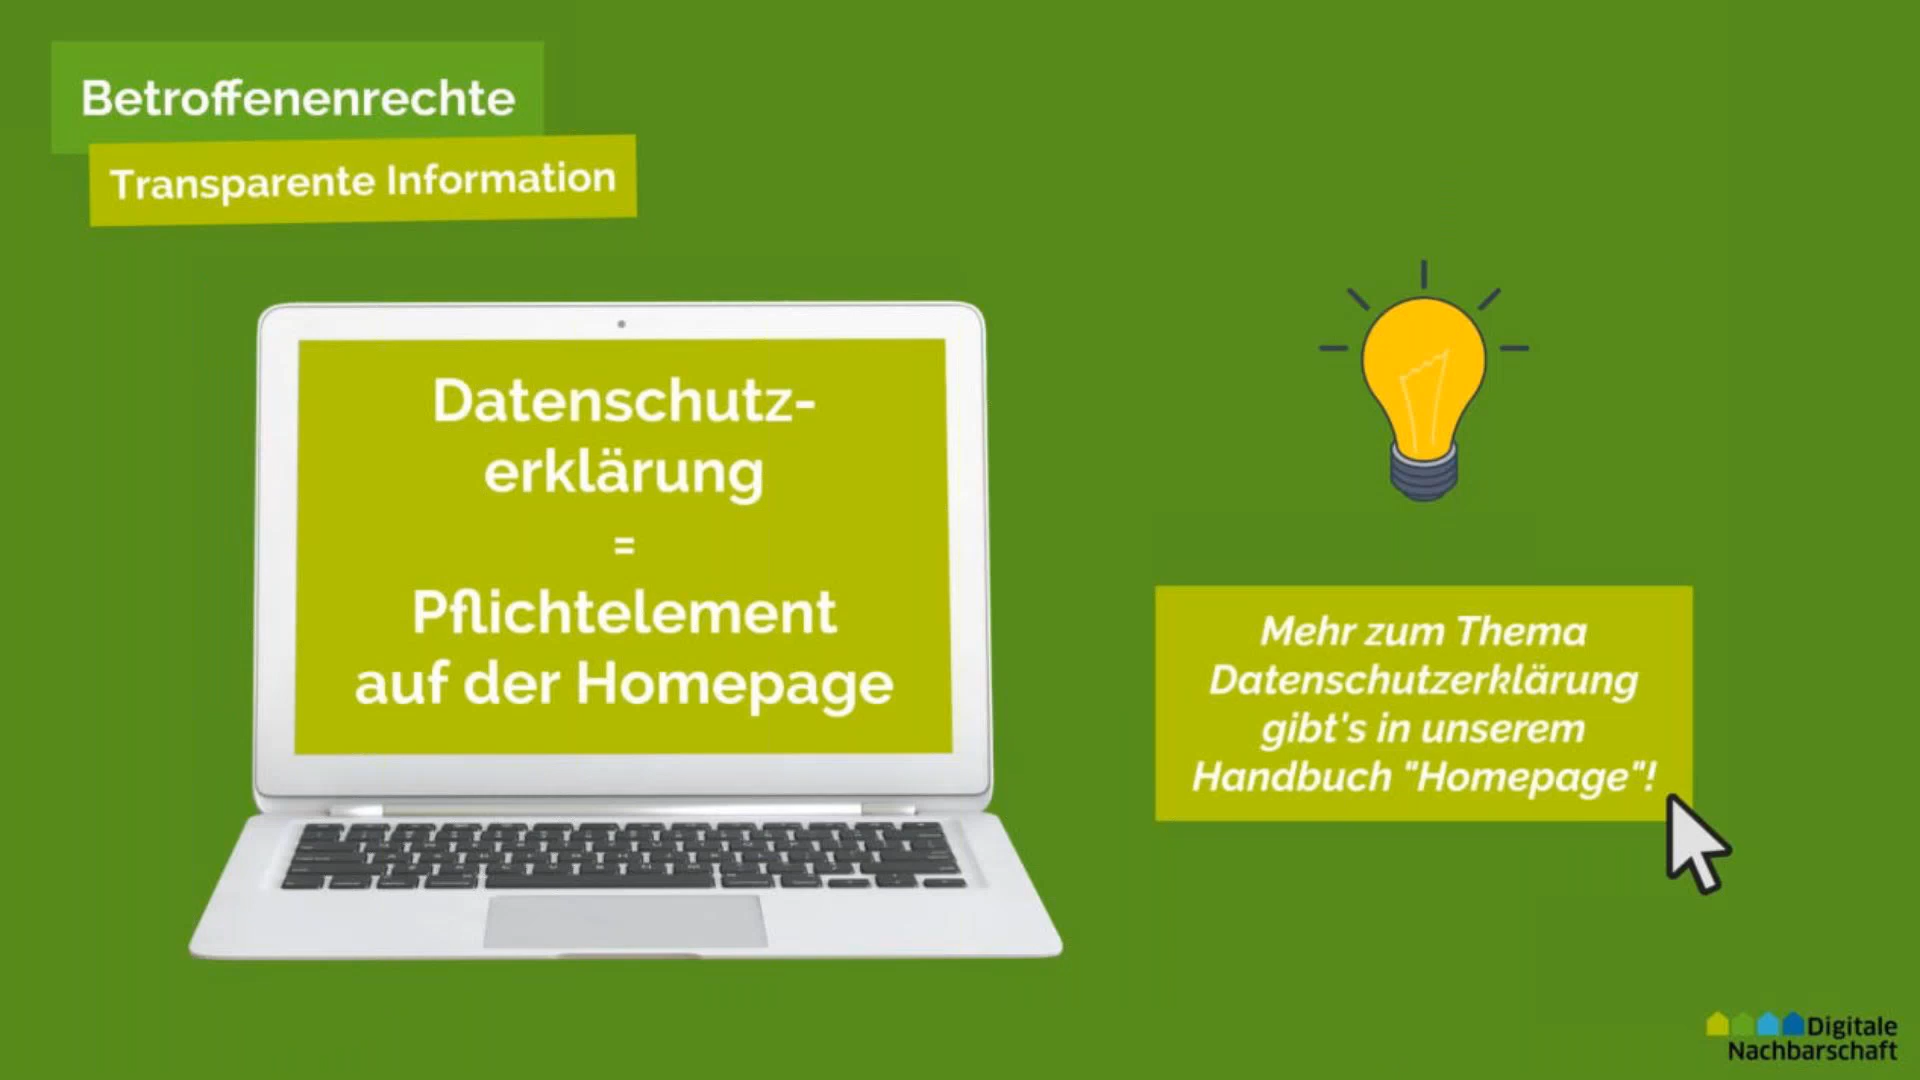 Betroffenenrechte
Transparente Information
Datenschutz-
erklärung
=
Pflichtelement
auf der Homepage
Mehr zum Thema
Datenschutzerklärung
gibt's in unserem
Handbuch "Homepage"!
Digitale
Nachbarschaft